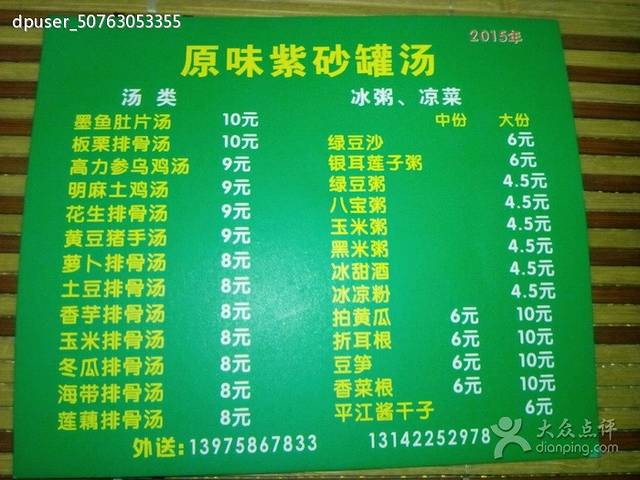 dpuser_50763053355
2015年
原味紫砂罐汤
汤 类
墨鱼肚片汤 10元
板栗排骨汤 10元
高力参乌鸡汤 9元
明麻土鸡汤 9元
花生排骨汤 9元
黄豆猪手汤 9元
萝卜排骨汤 8元
土豆排骨汤 8元
香芋排骨汤 8元
玉米排骨汤 8元
冬瓜排骨汤 8元
海带排骨汤 8元
莲藕排骨汤 8元
冰粥、凉菜
中份 大份
绿豆沙 6元
银耳莲子粥 6元
绿豆粥 4.5元
八宝粥 4.5元
玉米粥 4.5元
黑米粥 4.5元
冰甜酒 4.5元
冰凉粉 4.5元
拍黄瓜 6元 10元
折耳根 6元 10元
豆笋 6元 10元
香菜根 6元 10元
平江酱干子 6元
外送:13975867833 13142252978
大众点评
dianping.com